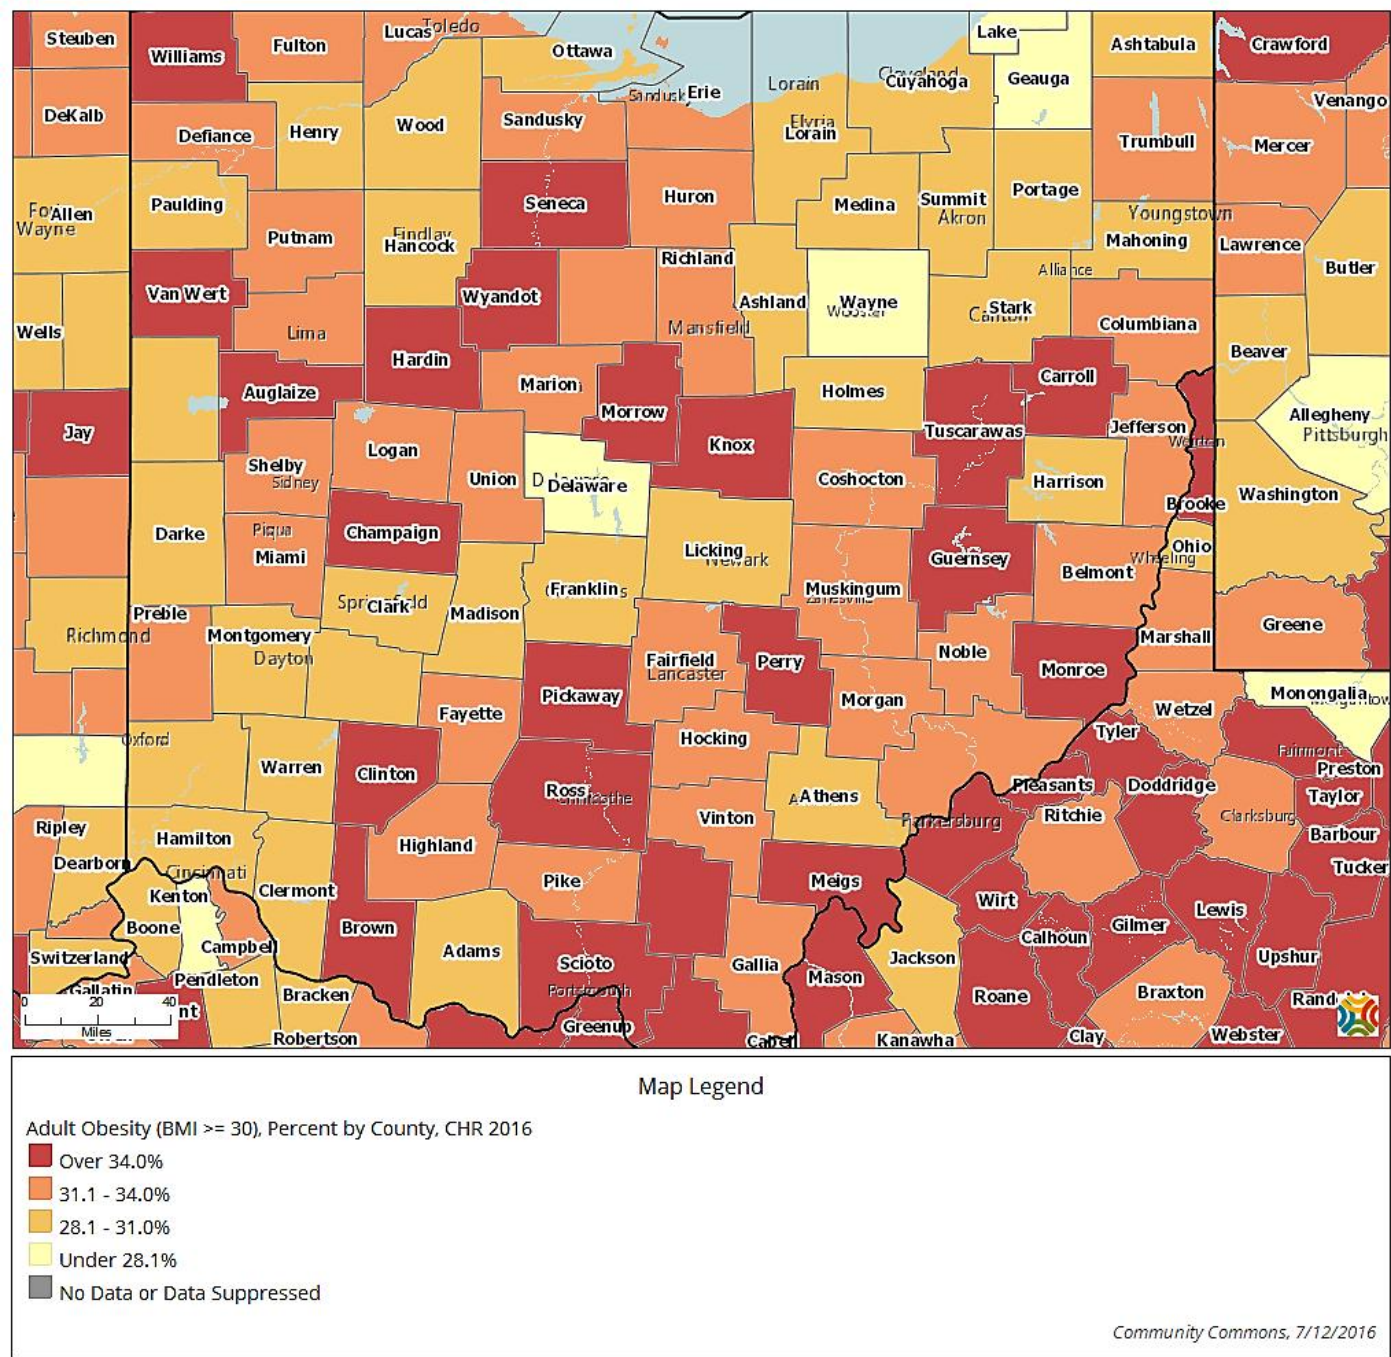 Steuben
Williams
Fulton
Lucas
Toledo
Ottawa
Lake
Ashtabula
Crawford
DeKalb
Defiance
Henry
Wood
Sandusky
Erie
Lorain
Cuyahoga
Geauga
Venango
Elyria
Lorain
Trumbull
Mercer
Allen
Wayne
Paulding
Putnam
Findlay
Hancock
Seneca
Huron
Medina
Summit
Akron
Portage
Youngstown
Mahoning
Lawrence
Butler
Richland
Alliance
Wells
Van Wert
Lima
Wyandot
Mansfield
Ashland
Wayne
Stark
Columbiana
Beaver
Hardin
Auglaize
Marion
Morrow
Holmes
Carroll
Jay
Logan
Knox
Tuscarawas
Jefferson
Allegheny
Pittsburgh
Shelby
Sidney
Union
Delaware
Coshocton
Harrison
Brooke
Washington
Darke
Piqua
Miami
Champaign
Licking
Newark
Guernsey
Ohio
Wheeling
Belmont
Preble
Clark
Madison
Franklin
Muskingum
Richmond
Montgomery
Dayton
Fairfield
Lancaster
Perry
Noble
Monroe
Marshall
Greene
Pickaway
Morgan
Monongalia
Fayette
Hocking
Wetzel
Tyler
Oxford
Warren
Clinton
Fairmont
Preston
Ross
Athens
Pleasants
Doddridge
Taylor
Vinton
Parkersburg
Ritchie
Clarksburg
Ripley
Hamilton
Highland
Barbour
Dearborn
Cincinnati
Tucker
Kenton
Clermont
Pike
Meigs
Boone
Brown
Wirt
Lewis
Campbell
Adams
Calhoun
Gilmer
Switzerland
Scioto
Gallia
Jackson
Upshur
Pendleton
Mason
Gallatin
Bracken
Portsmouth
Roane
Braxton
0 20 40
Miles
Robertson
Greenup
Cabell
Kanawha
Clay
Webster
Map Legend
Adult Obesity (BMI >= 30), Percent by County, CHR 2016
Over 34.0%
31.1 - 34.0%
28.1 - 31.0%
Under 28.1%
No Data or Data Suppressed
Community Commons, 7/12/2016